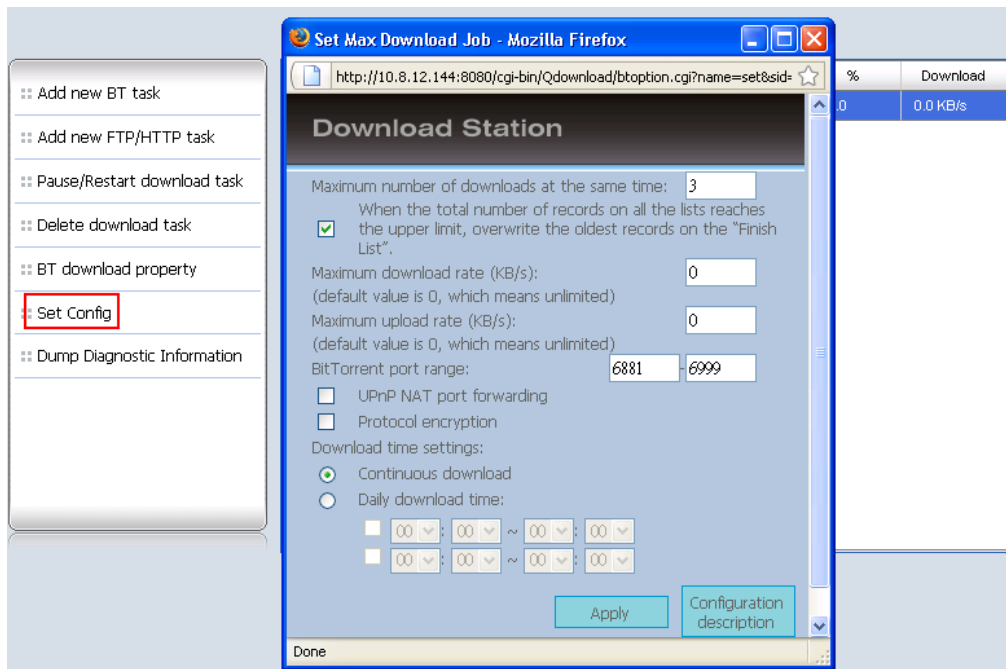 Set Max Download Job - Mozilla Firefox
http://10.8.12.144:8080/cgi-bin/Qdownload/btoption.cgi?name=set&sid=
Add new BT task
Add new FTP/HTTP task
Pause/Restart download task
Delete download task
BT download property
Set Config
Dump Diagnostic Information
Download Station
Maximum number of downloads at the same time: 3
When the total number of records on all the lists reaches
the upper limit, overwrite the oldest records on the "Finish
List".
Maximum download rate (KB/s): 0
(default value is 0, which means unlimited)
Maximum upload rate (KB/s): 0
(default value is 0, which means unlimited)
BitTorrent port range: 6881 - 6999
UPnP NAT port forwarding
Protocol encryption
Download time settings:
Continuous download
Daily download time:
00 : 00 ~ 00 : 00
00 : 00 ~ 00 : 00
Apply
Configuration
description
Done
% Download
.0 0.0 KB/s